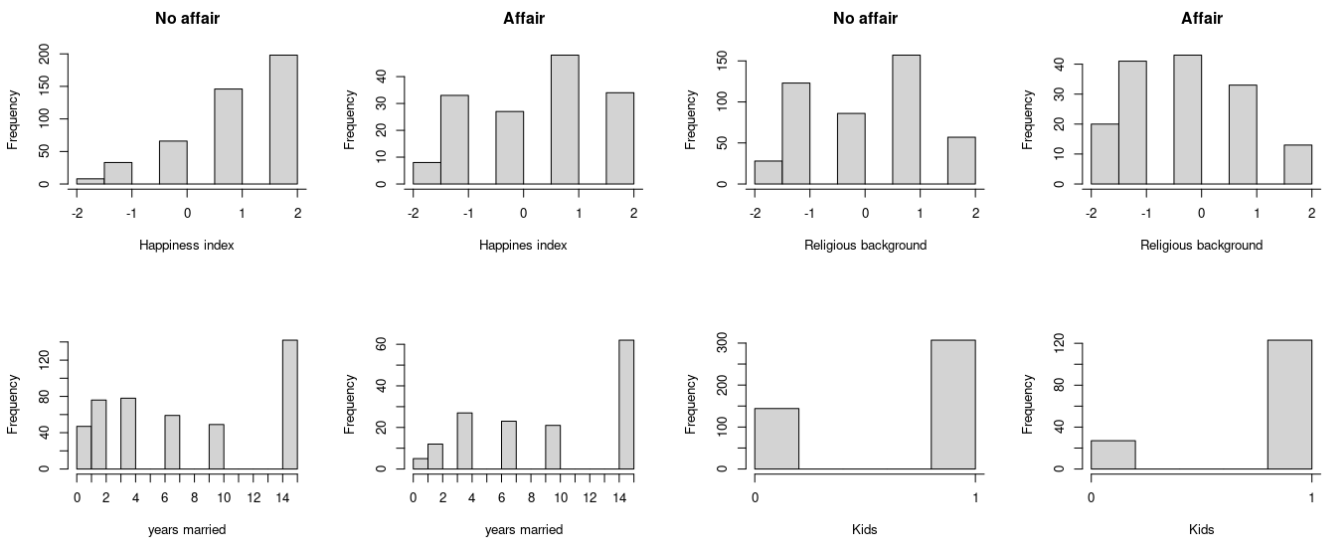 No affair
Affair
No affair
Affair
Frequency
0 50 100 150 200
-2 -1 0 1 2
Happiness index
Frequency
0 10 20 30 40
-2 -1 0 1 2
Happines index
Frequency
0 50 100 150
-2 -1 0 1 2
Religious background
Frequency
0 10 20 30 40
-2 -1 0 1 2
Religious background
Frequency
0 40 80 120
0 2 4 6 8 10 12 14
years married
Frequency
0 20 40 60
0 2 4 6 8 10 12 14
years married
Frequency
0 100 200 300
0 1
Kids
Frequency
0 40 80 120
0 1
Kids